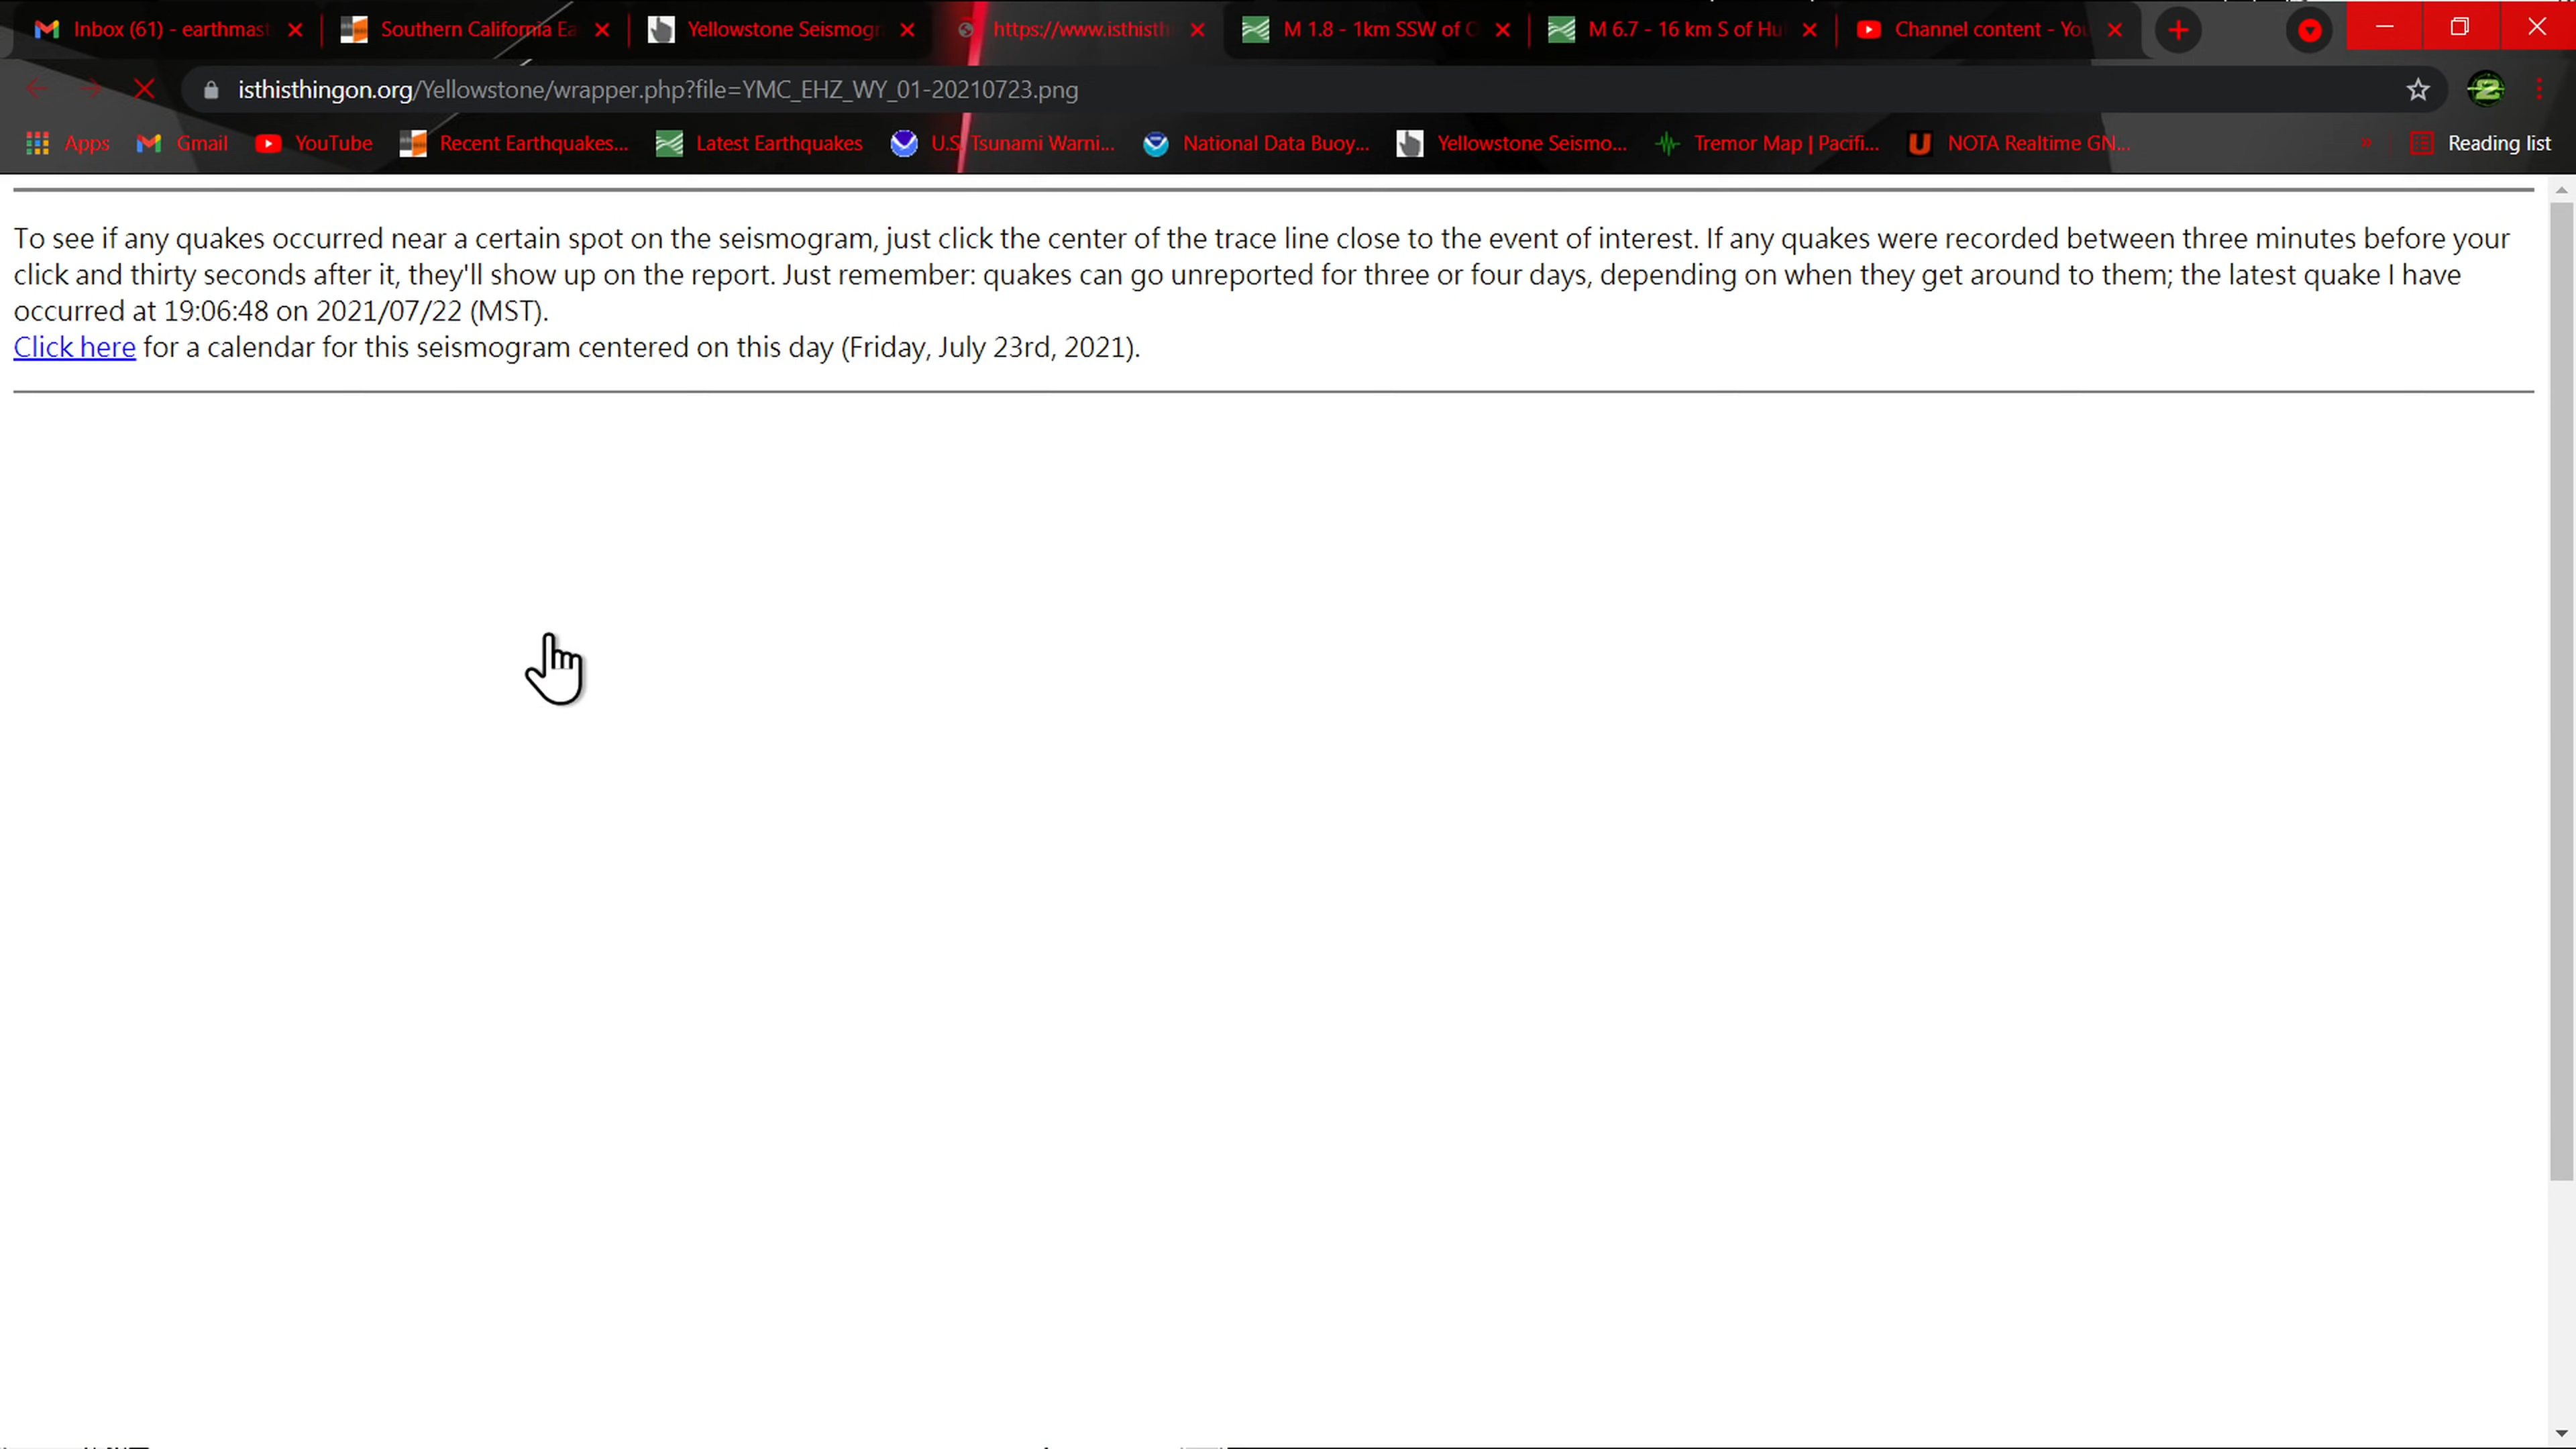 Inbox (61) - earthmast
Southern California Ea
Yellowstone Seismogr
https://www.isthisth
M 1.8 - 1km SSW of O
M 6.7 - 16 km S of Hu
Channel content - You
isthisthingon.org/Yellowstone/wrapper.php?file=YMC_EHZ_WY_01-20210723.png
Apps
Gmail
YouTube
Recent Earthquakes...
Latest Earthquakes
U.S. Tsunami Warni...
National Data Buoy...
Yellowstone Seismo...
Tremor Map | Pacifi...
NOTA Realtime GN...
»
Reading list
To see if any quakes occurred near a certain spot on the seismogram, just click the center of the trace line close to the event of interest. If any quakes were recorded between three minutes before your
click and thirty seconds after it, they'll show up on the report. Just remember: quakes can go unreported for three or four days, depending on when they get around to them; the latest quake I have
occurred at 19:06:48 on 2021/07/22 (MST).
Click here for a calendar for this seismogram centered on this day (Friday, July 23rd, 2021).